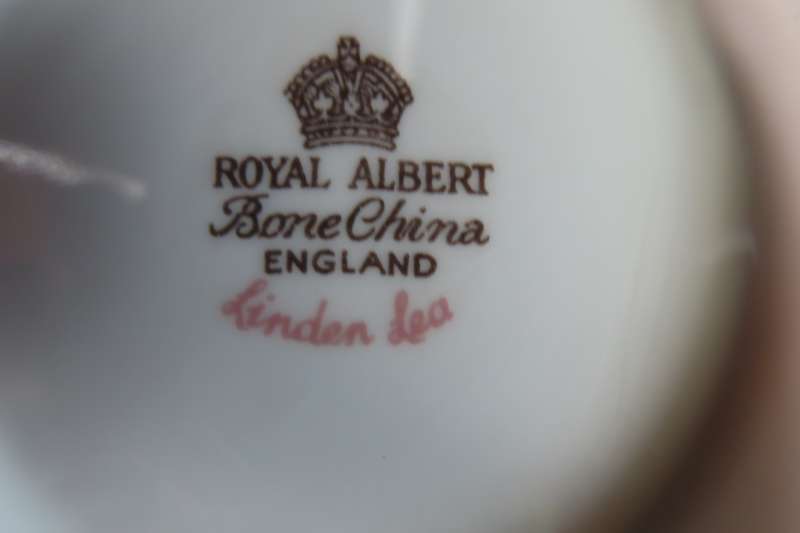 ROYAL ALBERT
Bone China
ENGLAND
Linden Lea